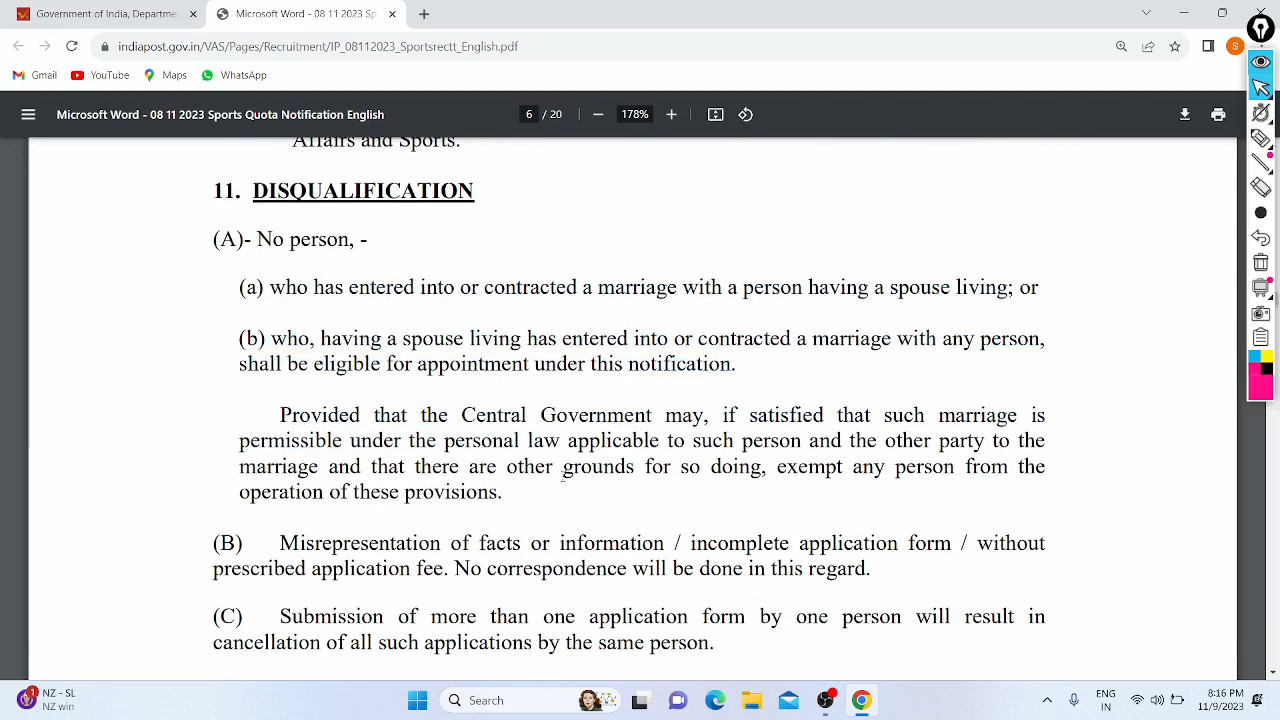 Government of India, Departmen
Microsoft Word - 08 11 2023 Sp
indiapost.gov.in/VAS/Pages/Recruitment/IP_08112023_Sportsrectt_English.pdf
S
Gmail
YouTube
Maps
WhatsApp
Microsoft Word - 08 11 2023 Sports Quota Notification English
6 / 20
178%
Affairs and Sports.
11. DISQUALIFICATION
(A)- No person, -
(a) who has entered into or contracted a marriage with a person having a spouse living; or
(b) who, having a spouse living has entered into or contracted a marriage with any person,
shall be eligible for appointment under this notification.
Provided that the Central Government may, if satisfied that such marriage is
permissible under the personal law applicable to such person and the other party to the
marriage and that there are other grounds for so doing, exempt any person from the
operation of these provisions.
(B) Misrepresentation of facts or information / incomplete application form / without
prescribed application fee. No correspondence will be done in this regard.
(C) Submission of more than one application form by one person will result in
cancellation of all such applications by the same person.
1
NZ - SL
NZ win
Search
ENG
IN
8:16 PM
11/9/2023